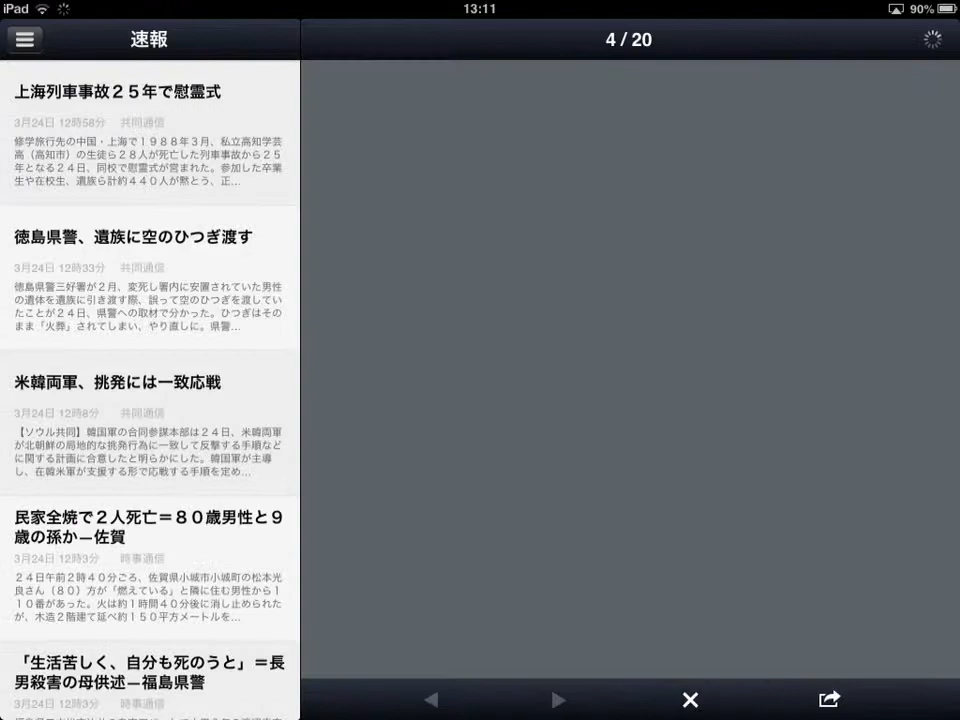 iPad
13:11
90%
速報
4 / 20
上海列車事故２５年で慰霊式
3月24日 12時58分 共同通信
修学旅行先の中国・上海で１９８８年３月、私立高知学芸
高（高知市）の生徒ら２８人が死亡した列車事故から２５
年となる２４日、同校で慰霊式が営まれた。参加した卒業
生や在校生、遺族ら計約４４０人が黙とう、正...
徳島県警、遺族に空のひつぎ渡す
3月24日 12時33分 共同通信
徳島県警三好署が２月、変死し署内に安置されていた男性
の遺体を遺族に引き渡す際、誤って空のひつぎを渡してい
たことが２４日、県警への取材で分かった。ひつぎはその
まま「火葬」されてしまい、やり直しに。県警...
米韓両軍、挑発には一致応戦
3月24日 12時8分 共同通信
【ソウル共同】韓国軍の合同参謀本部は２４日、米韓両軍
が北朝鮮の局地的な挑発行為に一致して反撃する手順など
に関する計画に合意したと明らかにした。韓国軍が主導
し、在韓米軍が支援する形で応戦する手順を定め...
民家全焼で２人死亡＝８０歳男性と９
歳の孫か—佐賀
3月24日 12時3分 時事通信
２４日午前２時４０分ごろ、佐賀県小城市小城町の松本光
良さん（８０）方が「燃えている」と隣に住む男性から１
１０番があった。火は約１時間４０分後に消し止められた
が、木造２階建て延べ約１５０平方メートルを...
「生活苦しく、自分も死のうと」＝長
男殺害の母供述—福島県警
3月24日 12時3分 時事通信